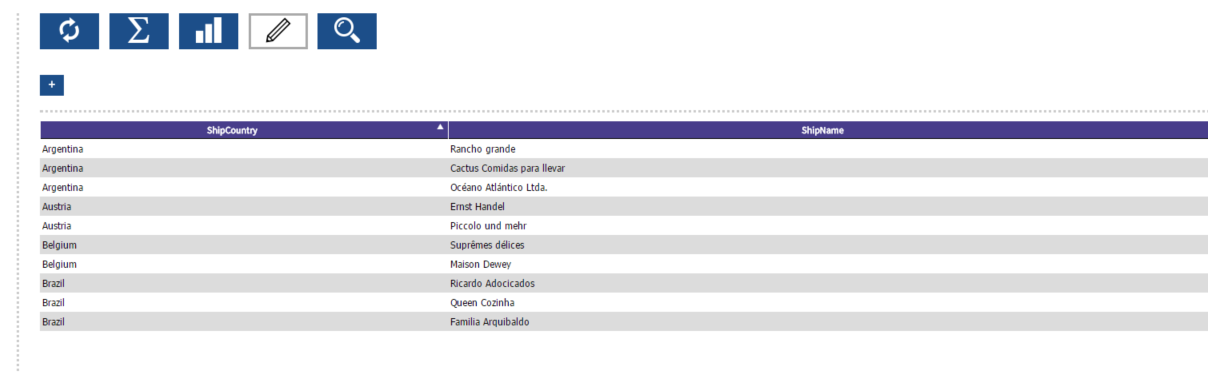 Σ
+
ShipCountry ShipName
Argentina Rancho grande
Argentina Cactus Comidas para llevar
Argentina Océano Atlántico Ltda.
Austria Ernst Handel
Austria Piccolo und mehr
Belgium Suprêmes délices
Belgium Maison Dewey
Brazil Ricardo Adocicados
Brazil Queen Cozinha
Brazil Familia Arquibaldo